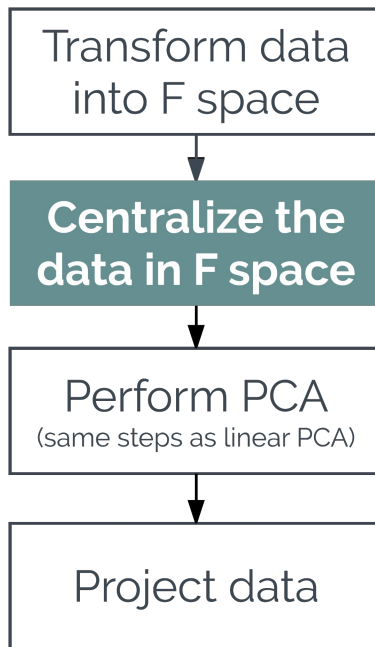 Transform data
into F space
Centralize the
data in F space
Perform PCA
(same steps as linear PCA)
Project data